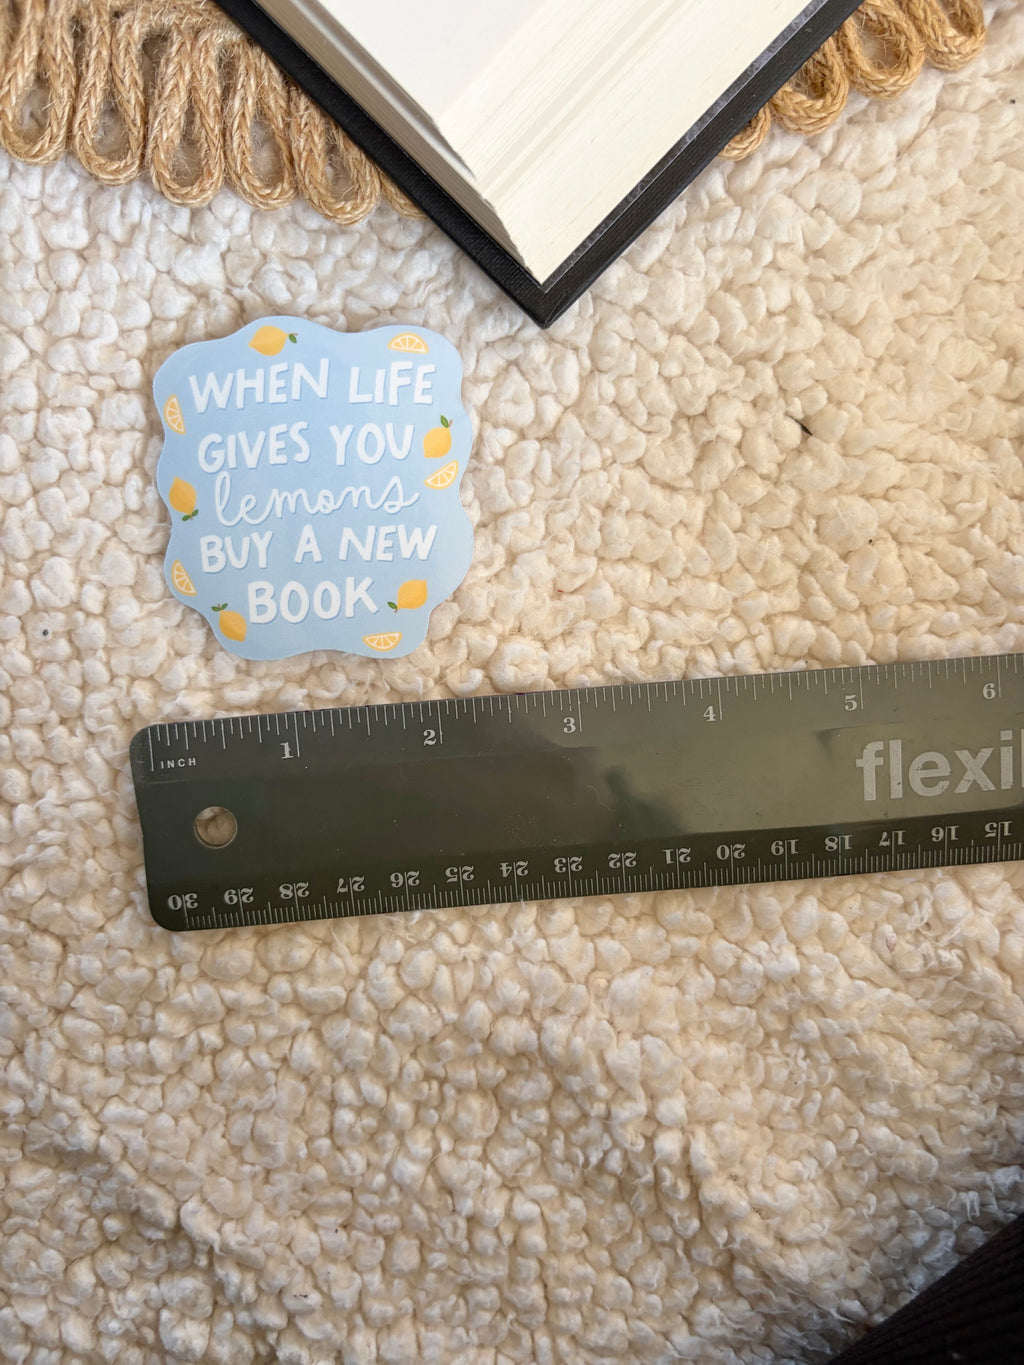 WHEN LIFE
GIVES YOU
lemons
BUY A NEW
BOOK
1 2 3 4 5 6
INCH
flexi
30 29 28 27 26 25 24 23 22 21 20 19 18 17 16 15